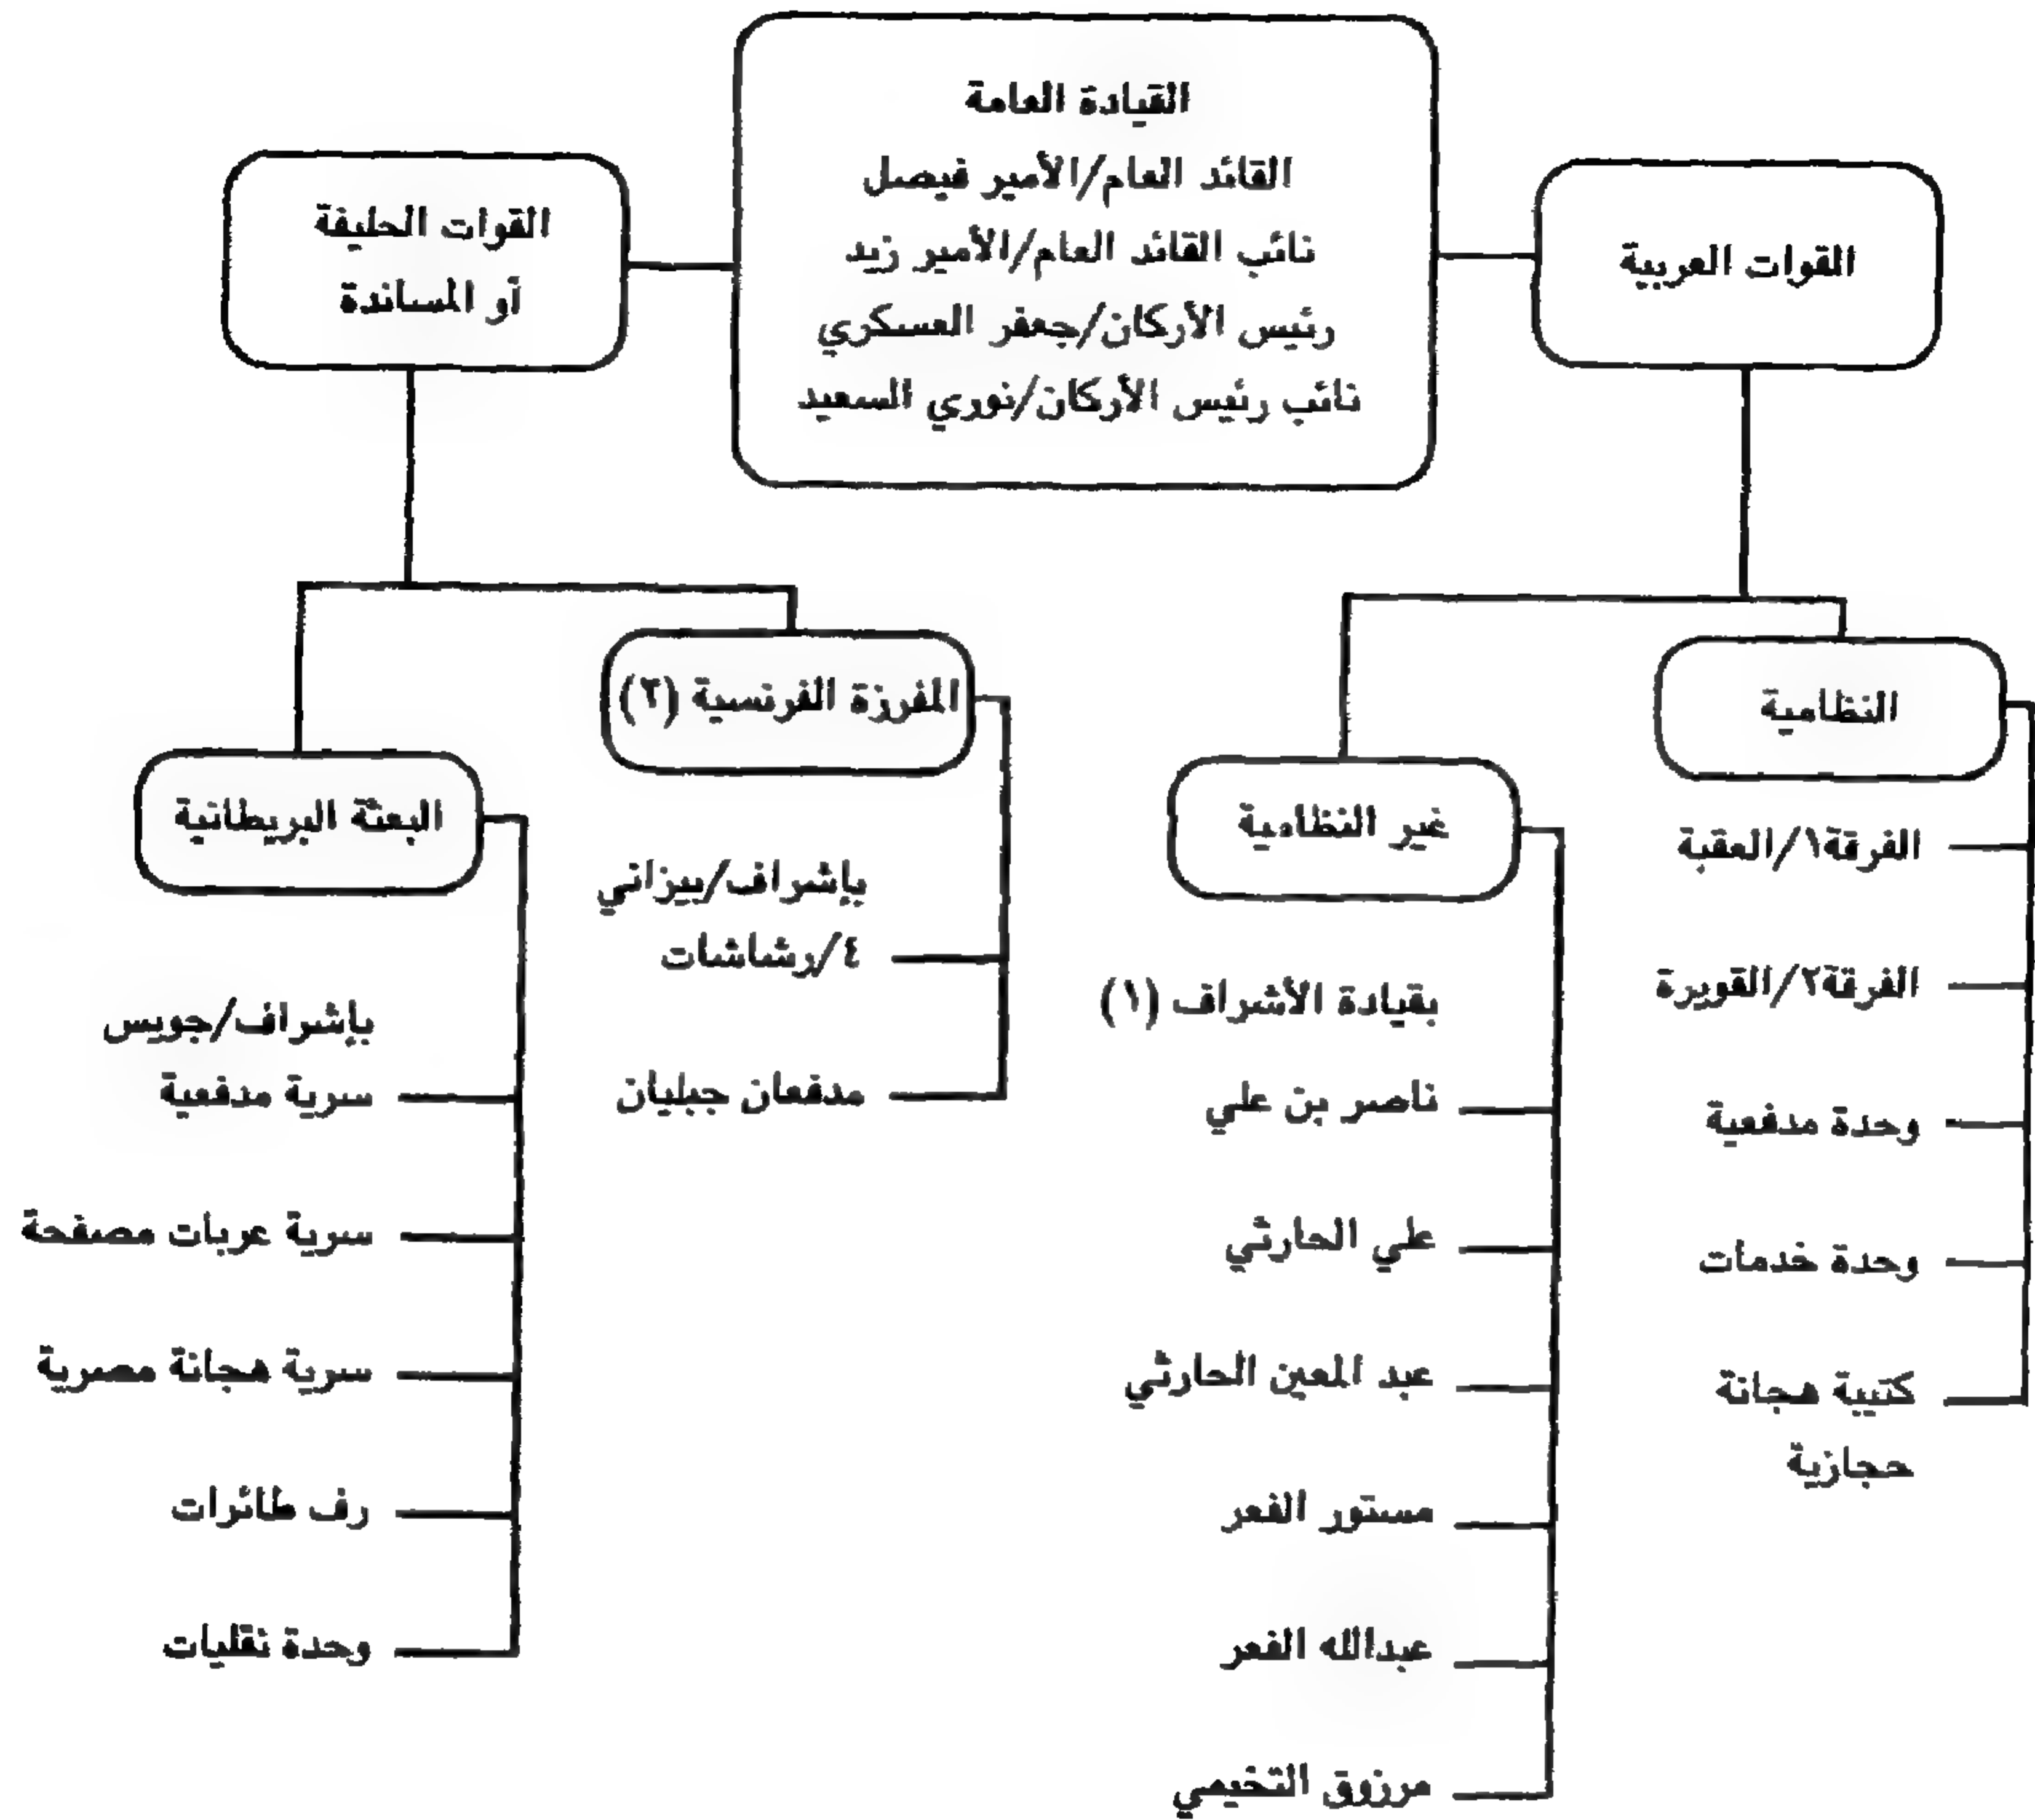 القيادة العامة
القائد العام/الأمير فيصل
نائب القائد العام/الأمير زيد
رئيس الأركان/جعفر العسكري
نائب رئيس الأركان/نوري السعيد
القوات العربية
القوات الحليفة
أو المساندة
النظامية
الفرقة١/العقبة
الفرقة٢/القويرة
وحدة مدفعية
وحدة خدمات
كتيبة هجانة
حجازية
غير النظامية
بقيادة الأشراف (١)
ناصر بن علي
علي الحارثي
عبد المعين الحارثي
مستور الفعر
عبدالله الفعر
مرزوق التخيمي
المفرزة الفرنسية (٢)
بإشراف/بيزاني
٤/رشاشات
مدفعان جبليان
البعثة البريطانية
بإشراف/جويس
سرية مدفعية
سرية عربات مصفحة
سرية هجانة مصرية
رف طائرات
وحدة نقليات